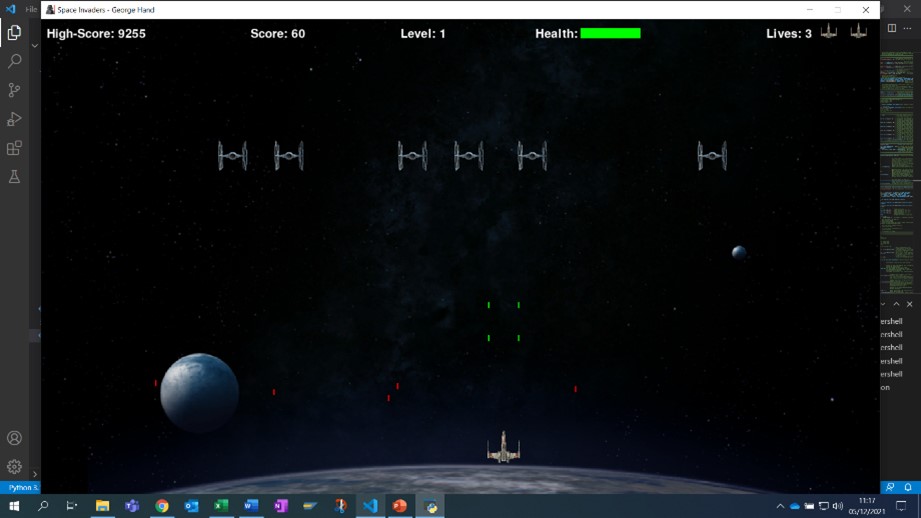 File
Space Invaders - George Hand
High-Score: 9255
Score: 60
Level: 1
Health:
Lives: 3
ershell
ershell
ershell
ershell
ershell
on
Python 3.
11:17
05/12/2021